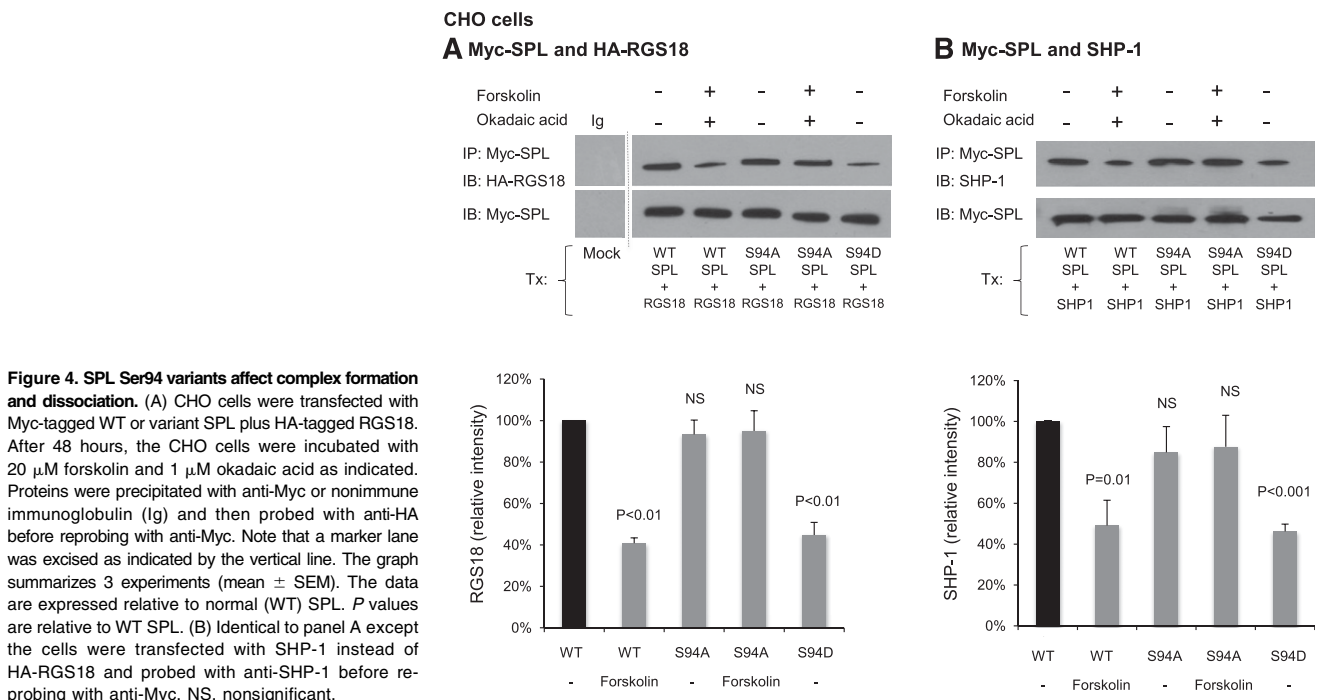 CHO cells
A Myc-SPL and HA-RGS18
Forskolin - + - + -
Okadaic acid Ig - + - + -
IP: Myc-SPL
IB: HA-RGS18
IB: Myc-SPL
Tx: Mock
WT SPL + RGS18
WT SPL + RGS18
S94A SPL + RGS18
S94A SPL + RGS18
S94D SPL + RGS18
120%
100%
80%
60%
40%
20%
0%
RGS18 (relative intensity)
P<0.01
NS
NS
P<0.01
WT WT S94A S94A S94D
- Forskolin - Forskolin -
B Myc-SPL and SHP-1
Forskolin - + - + -
Okadaic acid - + - + -
IP: Myc-SPL
IB: SHP-1
IB: Myc-SPL
Tx:
WT SPL + SHP1
WT SPL + SHP1
S94A SPL + SHP1
S94A SPL + SHP1
S94D SPL + SHP1
120%
100%
80%
60%
40%
20%
0%
SHP-1 (relative intensity)
P=0.01
NS
NS
P<0.001
WT WT S94A S94A S94D
- Forskolin - Forskolin -
Figure 4. SPL Ser94 variants affect complex formation
and dissociation. (A) CHO cells were transfected with
Myc-tagged WT or variant SPL plus HA-tagged RGS18.
After 48 hours, the CHO cells were incubated with
20 μM forskolin and 1 μM okadaic acid as indicated.
Proteins were precipitated with anti-Myc or nonimmune
immunoglobulin (Ig) and then probed with anti-HA
before reprobing with anti-Myc. Note that a marker lane
was excised as indicated by the vertical line. The graph
summarizes 3 experiments (mean ± SEM). The data
are expressed relative to normal (WT) SPL. P values
are relative to WT SPL. (B) Identical to panel A except
the cells were transfected with SHP-1 instead of
HA-RGS18 and probed with anti-SHP-1 before re-
probing with anti-Myc. NS, nonsignificant.